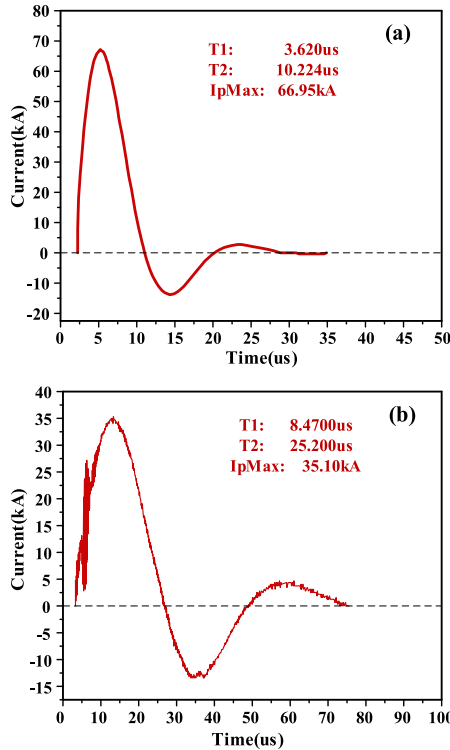 80
(a)
70
T1: 3.620us
60
T2: 10.224us
IpMax: 66.95kA
50
40
30
20
10
0
-10
-20
Current(kA)
0 5 10 15 20 25 30 35 40 45 50
Time(us)
40
(b)
35
T1: 8.4700us
30
T2: 25.200us
IpMax: 35.10kA
25
20
15
10
5
0
-5
-10
-15
Current(kA)
0 10 20 30 40 50 60 70 80 90 100
Time(us)